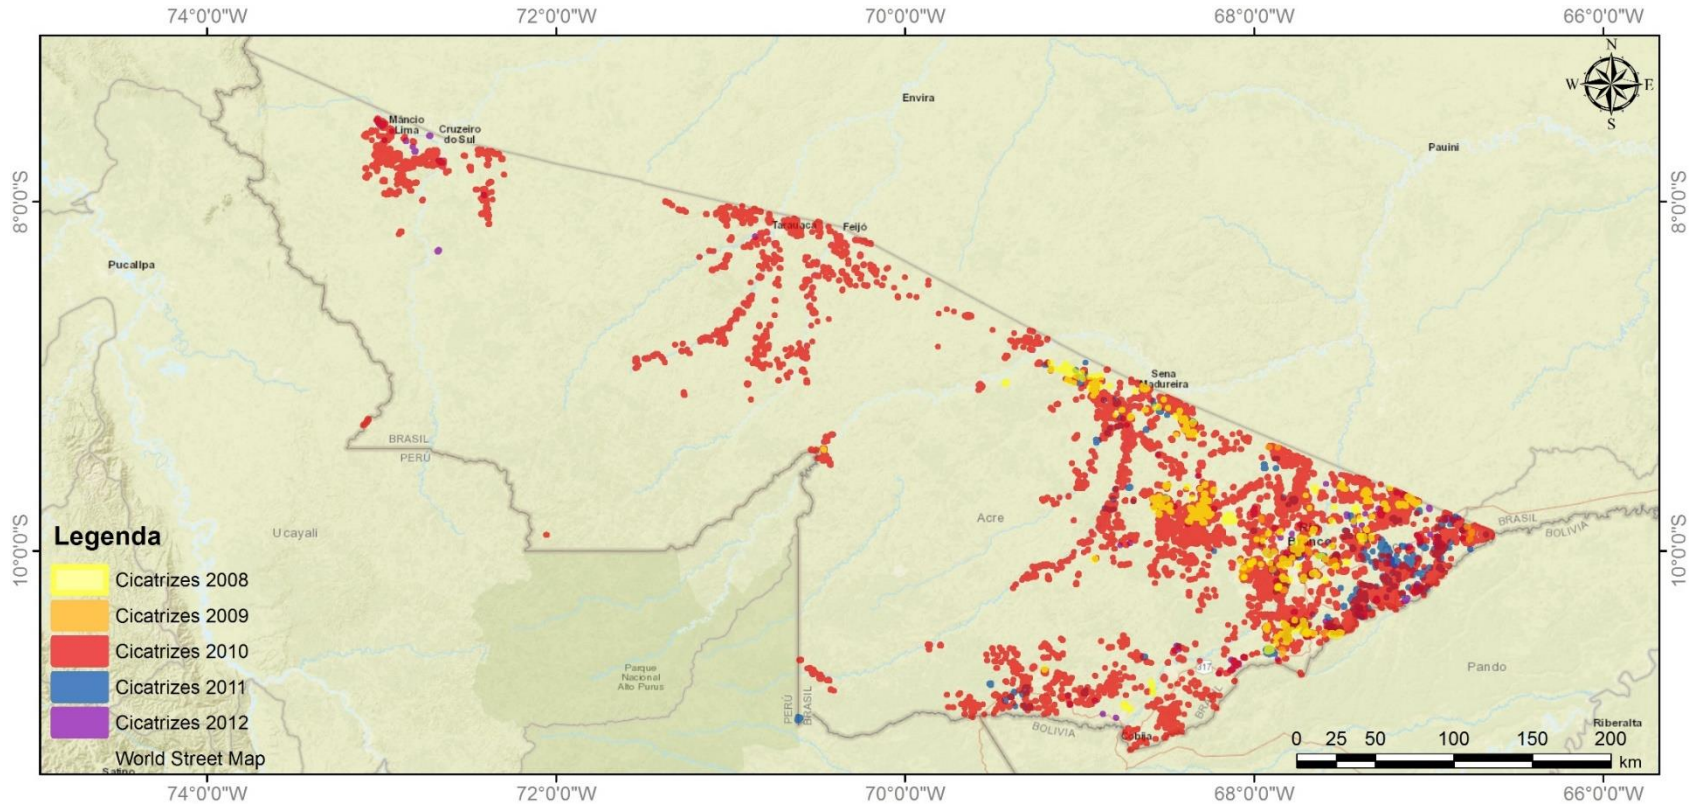 74°0'0"W
72°0'0"W
70°0'0"W
68°0'0"W
66°0'0"W
N
W
E
S
Envira
Mâncio
Lima
Cruzeiro
do Sul
Pauini
8°0'0"S
8°0'0"S
Tarauacá
Feijó
Pucallpa
Sena
Madureira
BRASIL
PERÚ
Acre
Ucayali
BRASIL
BOLIVIA
10°0'0"S
10°0'0"S
Legenda
Cicatrizes 2008
Cicatrizes 2009
Cicatrizes 2010
Cicatrizes 2011
Cicatrizes 2012
World Street Map
Parque
Nacional
Alto Purus
PERÚ
BRASIL
317
Pando
BOLIVIA
Cobija
Riberalta
0 25 50 100 150 200
km
74°0'0"W
72°0'0"W
70°0'0"W
68°0'0"W
66°0'0"W